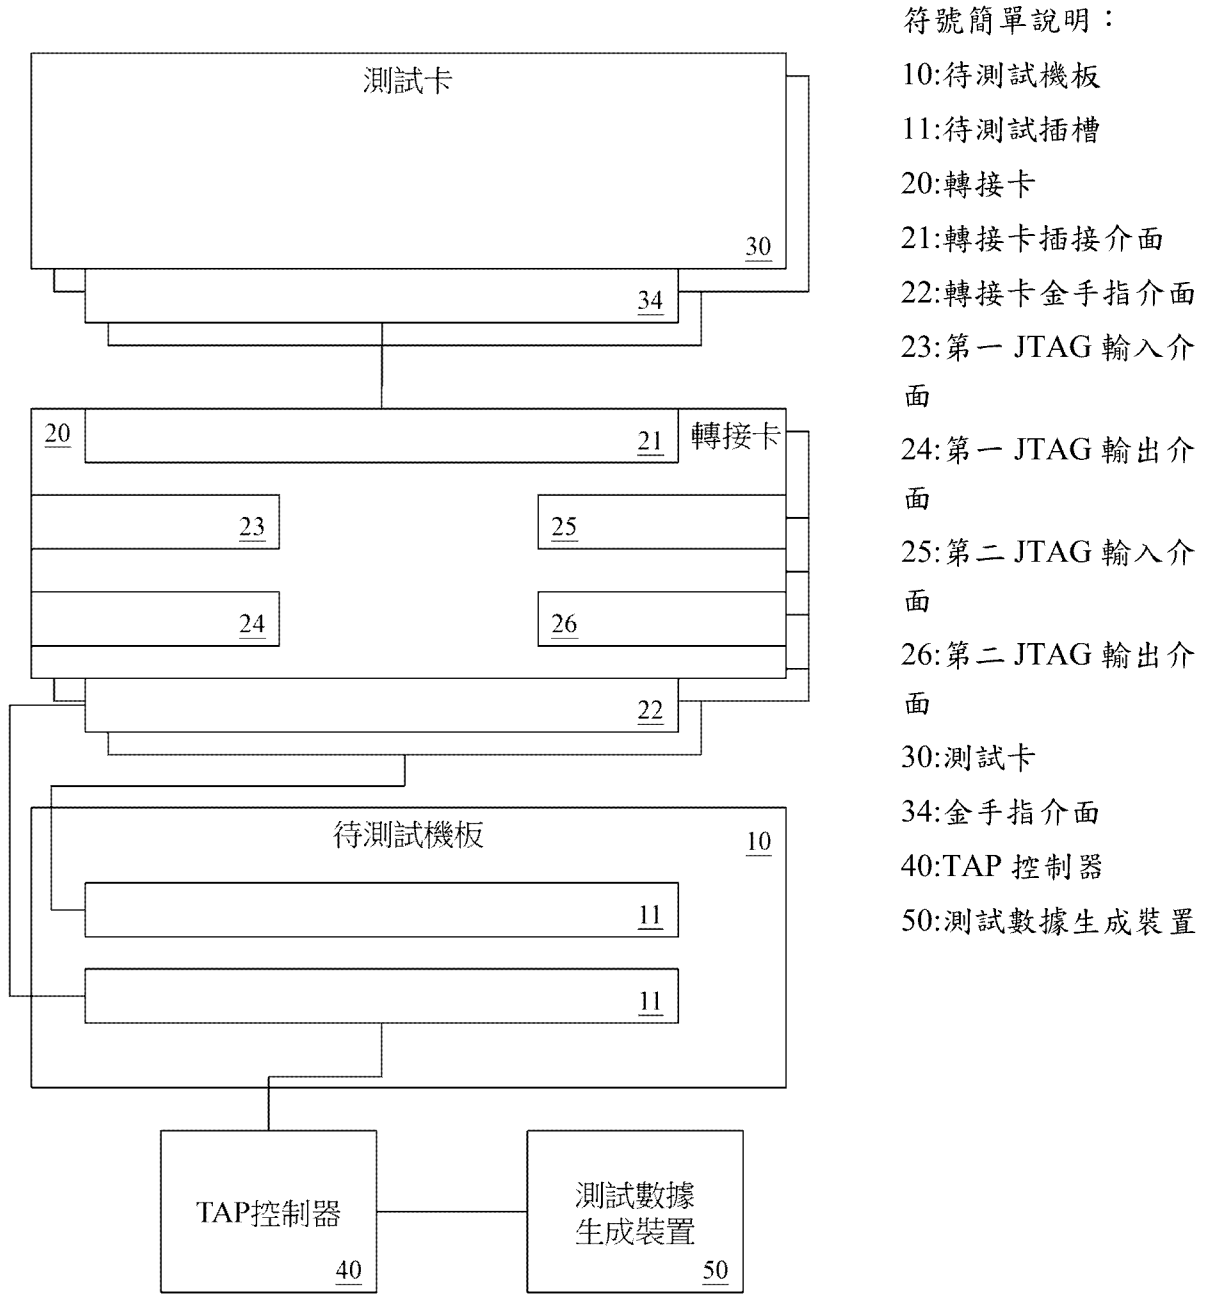 測試卡
30
34
20
21
轉接卡
23
25
24
26
22
待測試機板
10
11
11
TAP控制器
40
測試數據
生成裝置
50
符號簡單說明：
10:待測試機板
11:待測試插槽
20:轉接卡
21:轉接卡插接介面
22:轉接卡金手指介面
23:第一 JTAG 輸入介
面
24:第一 JTAG 輸出介
面
25:第二 JTAG 輸入介
面
26:第二 JTAG 輸出介
面
30:測試卡
34:金手指介面
40:TAP 控制器
50:測試數據生成裝置